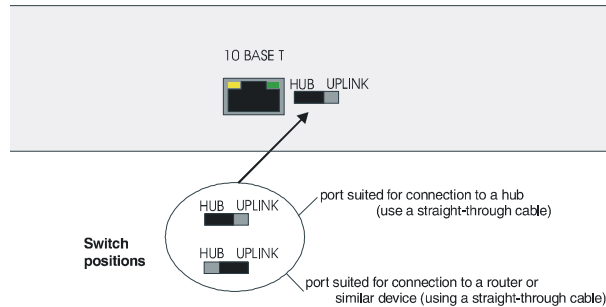 10 BASE T
HUB UPLINK
HUB UPLINK
port suited for connection to a hub
(use a straight-through cable)
Switch
positions
HUB UPLINK
port suited for connection to a router or
similar device (using a straight-through cable)